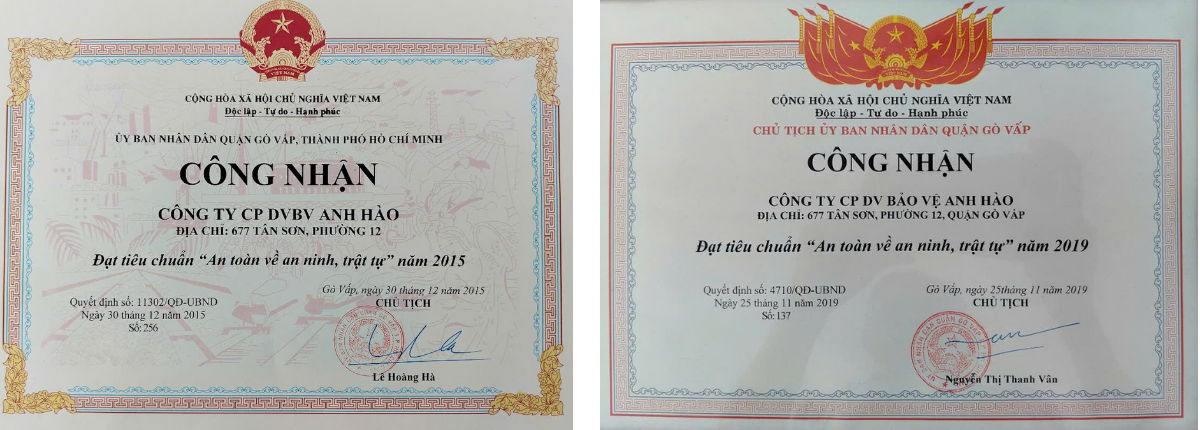 VIỆT NAM
CỘNG HÒA XÃ HỘI CHỦ NGHĨA VIỆT NAM
Độc lập - Tự do - Hạnh phúc
ỦY BAN NHÂN DÂN QUẬN GÒ VẤP, THÀNH PHỐ HỒ CHÍ MINH
CÔNG NHẬN
CÔNG TY CP DVBV ANH HÀO
ĐỊA CHỈ: 677 TÂN SƠN, PHƯỜNG 12
Đạt tiêu chuẩn “An toàn về an ninh, trật tự” năm 2015
Gò Vấp, ngày 30 tháng 12 năm 2015
Quyết định số: 11302/QĐ-UBND
CHỦ TỊCH
Ngày 30 tháng 12 năm 2015
Số: 256
Lê Hoàng Hà
CỘNG HÒA XÃ HỘI CHỦ NGHĨA VIỆT NAM
Độc lập - Tự do - Hạnh phúc
CHỦ TỊCH ỦY BAN NHÂN DÂN QUẬN GÒ VẤP
CÔNG NHẬN
CÔNG TY CP DV BẢO VỆ ANH HÀO
ĐỊA CHỈ: 677 TÂN SƠN, PHƯỜNG 12, QUẬN GÒ VẤP
Đạt tiêu chuẩn “An toàn về an ninh, trật tự” năm 2019
Quyết định số: 4710/QĐ-UBND
Gò Vấp, ngày 25tháng 11 năm 2019
Ngày 25 tháng 11 năm 2019
CHỦ TỊCH
Số: 137
Nguyễn Thị Thanh Vân